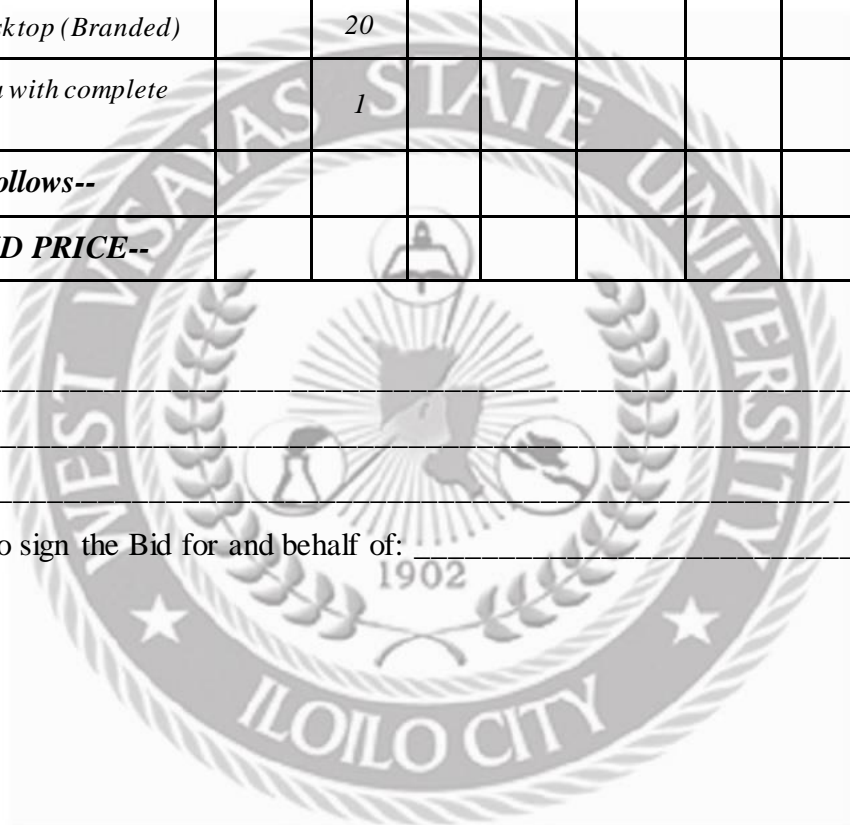 sktop (Branded) 20
with complete
1
ollows--
D PRICE--
o sign the Bid for and behalf of:
WEST VISAYAS STATE UNIVERSITY
1902
ILOILO CITY